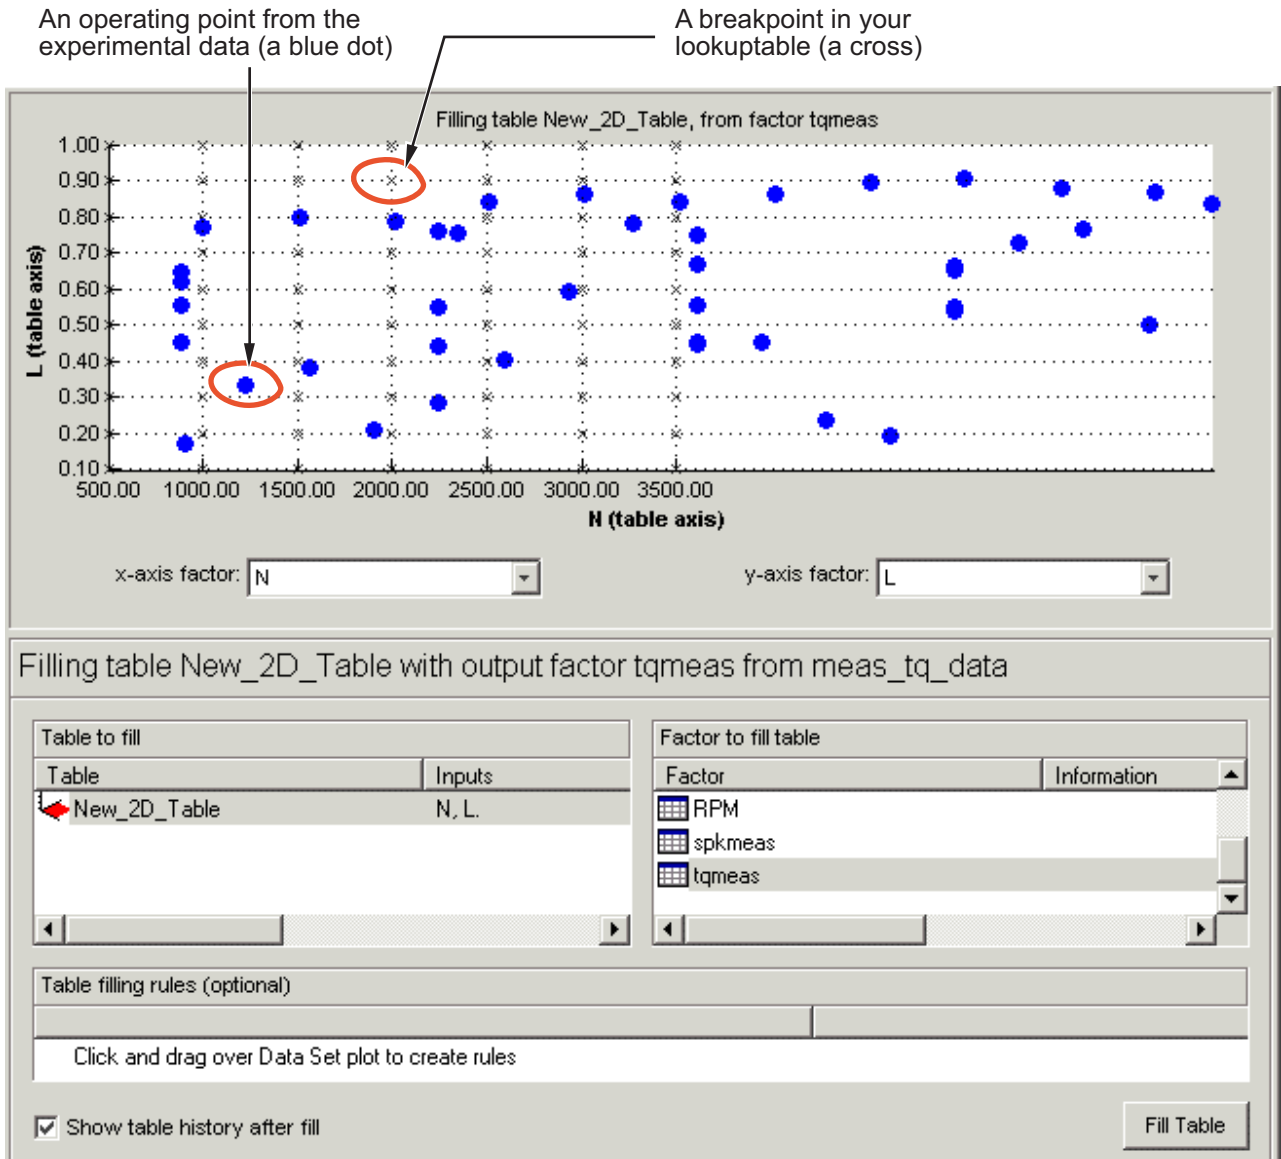 An operating point from the
experimental data (a blue dot)
A breakpoint in your
lookuptable (a cross)
Filling table New_2D_Table, from factor tqmeas
1.00
0.90
0.80
0.70
0.60
0.50
0.40
0.30
0.20
0.10
L (table axis)
500.00 1000.00 1500.00 2000.00 2500.00 3000.00 3500.00
N (table axis)
x-axis factor: N
y-axis factor: L
Filling table New_2D_Table with output factor tqmeas from meas_tq_data
Table to fill
Table Inputs
New_2D_Table N, L.
Factor to fill table
Factor Information
RPM
spkmeas
tqmeas
Table filling rules (optional)
Click and drag over Data Set plot to create rules
Show table history after fill
Fill Table